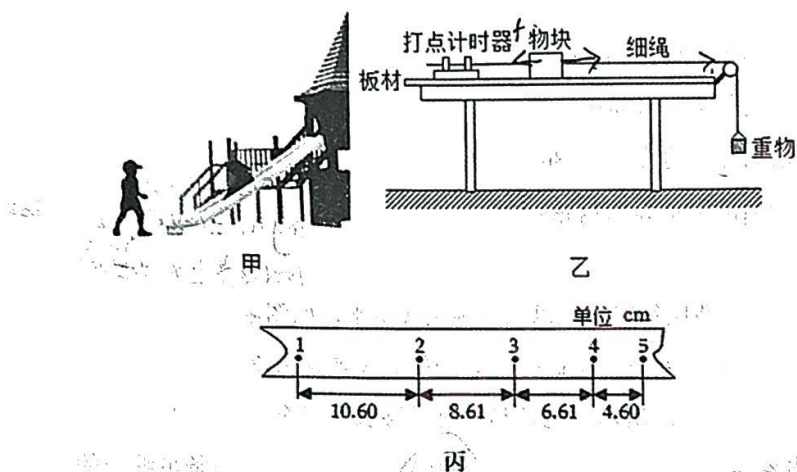 打点计时器 f 物块 细绳
板材
重物
甲 乙
单位 cm
1 2 3 4 5
10.60 8.61 6.61 4.60
丙